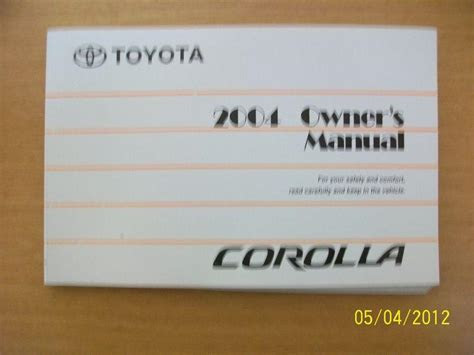 TOYOTA
2004 Owner's
Manual
For your safety and comfort,
read carefully and keep in the vehicle.
COROLLA
05/04/2012